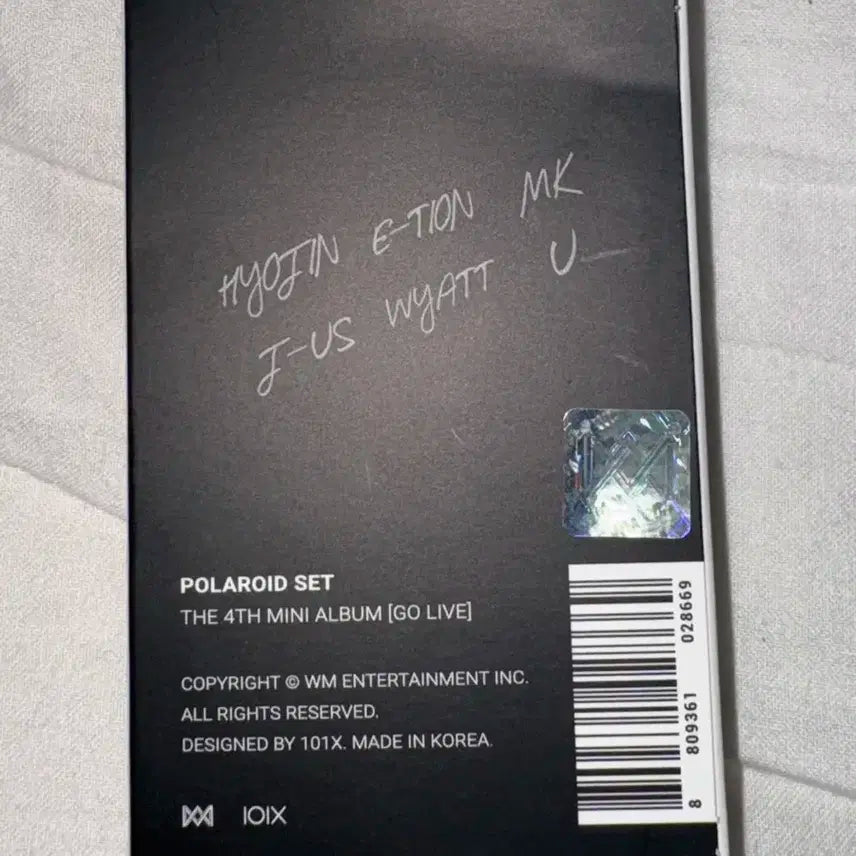 HYOJIN E-TION MK
J-US WYATT U
POLAROID SET
THE 4TH MINI ALBUM [GO LIVE]
COPYRIGHT © WM ENTERTAINMENT INC.
ALL RIGHTS RESERVED.
DESIGNED BY 101X. MADE IN KOREA.
101X
8 809361 028669